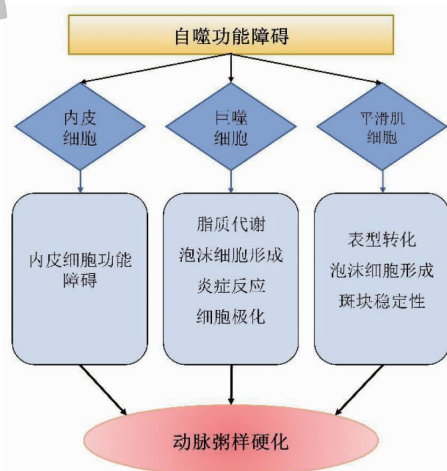 自噬功能障碍
内皮
细胞
巨噬
细胞
平滑肌
细胞
内皮细胞功能
障碍
脂质代谢
泡沫细胞形成
炎症反应
细胞极化
表型转化
泡沫细胞形成
斑块稳定性
动脉粥样硬化